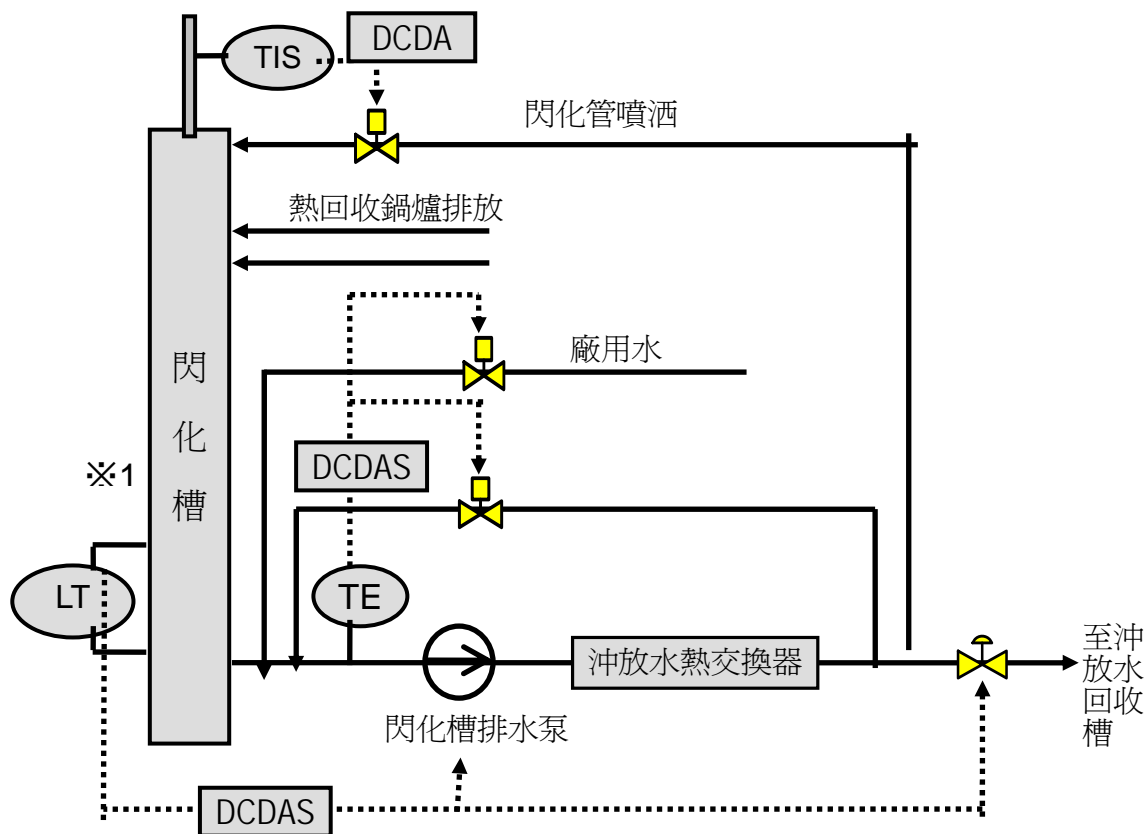 TIS
DCDA
閃化管噴洒
熱回收鍋爐排放
廠用水
閃
化
槽
DCDAS
※1
LT
TE
沖放水熱交換器
至沖
放水
回收
槽
閃化槽排水泵
DCDAS